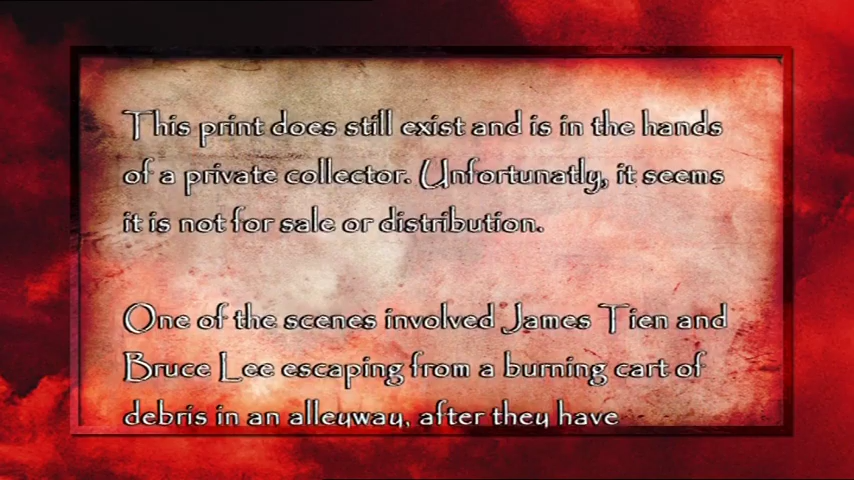 This print does still exist and is in the hands
of a private collector. Unfortunatly, it seems
it is not for sale or distribution.
One of the scenes involved James Tien and
Bruce Lee escaping from a burning cart of
debris in an alleyway, after they have